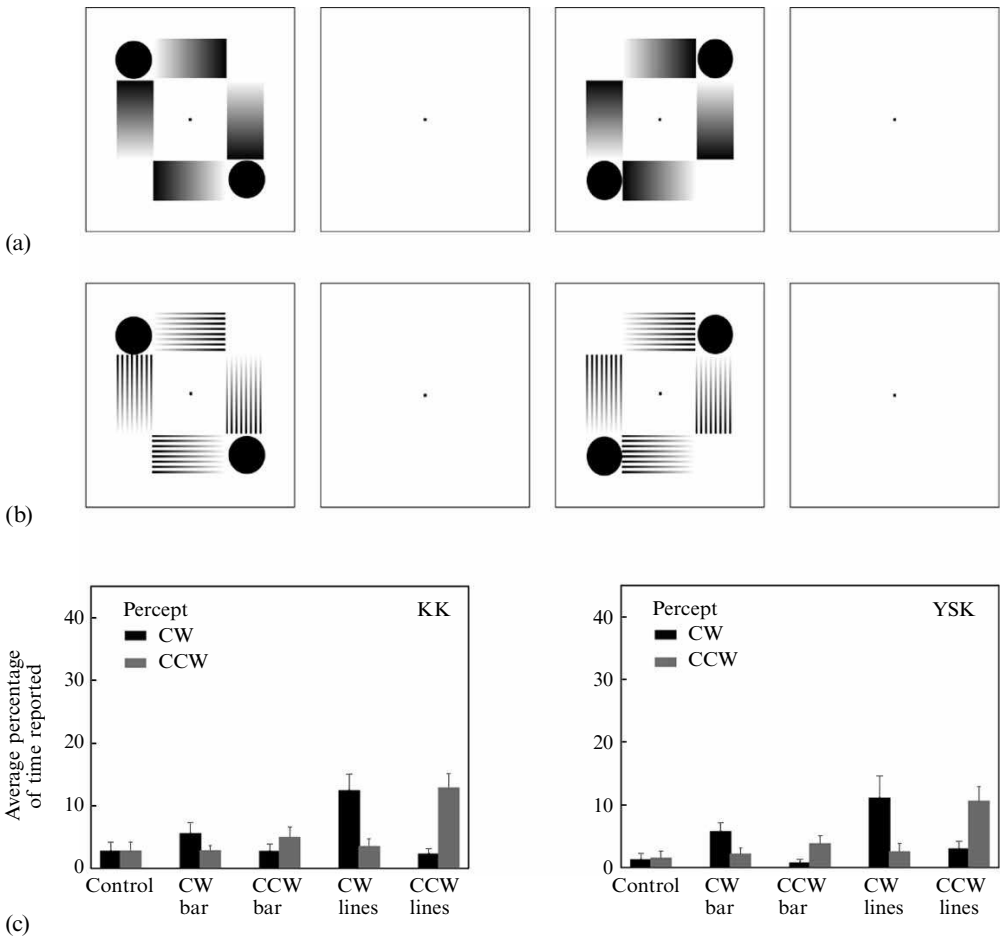 (a)
(b)
Average percentage
of time reported
40
30
20
10
0
Percept
CW
CCW
KK
Control
CW
bar
CCW
bar
CW
lines
CCW
lines
40
30
20
10
0
Percept
CW
CCW
YSK
Control
CW
bar
CCW
bar
CW
lines
CCW
lines
(c)